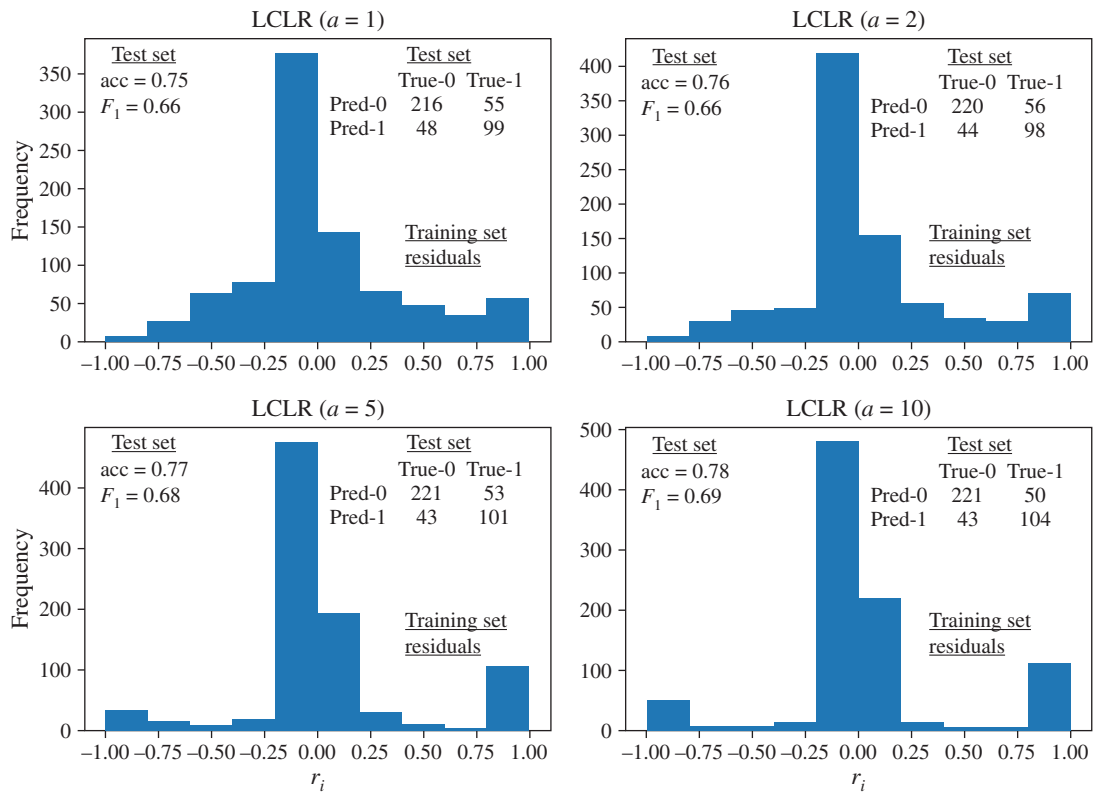 LCLR (a = 1)
Test set
acc = 0.75
F1 = 0.66
Test set
True-0 True-1
Pred-0 216 55
Pred-1 48 99
Training set
residuals
Frequency
350
300
250
200
150
100
50
0
−1.00 −0.75 −0.50 −0.25 0.00 0.25 0.50 0.75 1.00
LCLR (a = 2)
Test set
acc = 0.76
F1 = 0.66
Test set
True-0 True-1
Pred-0 220 56
Pred-1 44 98
Training set
residuals
400
350
300
250
200
150
100
50
0
−1.00 −0.75 −0.50 −0.25 0.00 0.25 0.50 0.75 1.00
LCLR (a = 5)
Test set
acc = 0.77
F1 = 0.68
Test set
True-0 True-1
Pred-0 221 53
Pred-1 43 101
Training set
residuals
Frequency
400
300
200
100
0
−1.00 −0.75 −0.50 −0.25 0.00 0.25 0.50 0.75 1.00
ri
LCLR (a = 10)
Test set
acc = 0.78
F1 = 0.69
Test set
True-0 True-1
Pred-0 221 50
Pred-1 43 104
Training set
residuals
500
400
300
200
100
0
−1.00 −0.75 −0.50 −0.25 0.00 0.25 0.50 0.75 1.00
ri